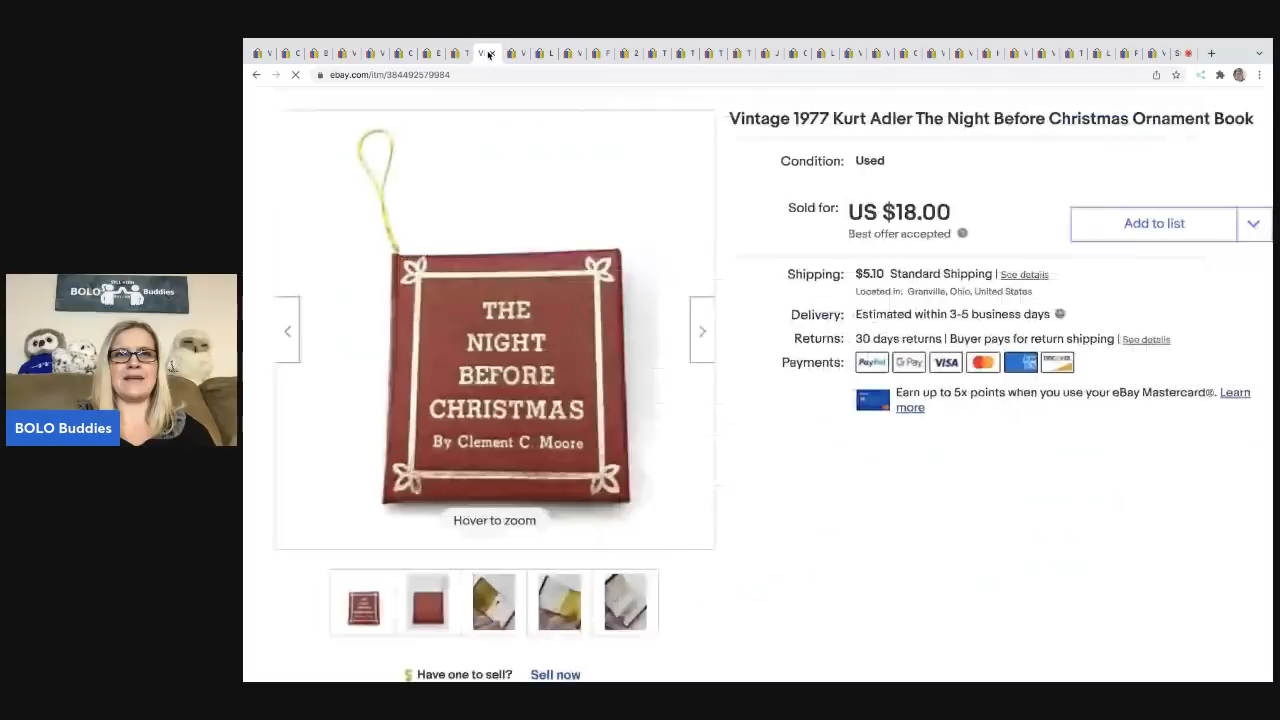 ebay.com/itm/384492579984
Vintage 1977 Kurt Adler The Night Before Christmas Ornament Book
Condition: Used
Sold for: US $18.00
Best offer accepted
Add to list
Shipping: $5.10 Standard Shipping | See details
Located in: Granville, Ohio, United States
Delivery: Estimated within 3-5 business days
Returns: 30 days returns | Buyer pays for return shipping | See details
Payments: PayPal G Pay VISA DISCOVER
Earn up to 5x points when you use your eBay Mastercard®. Learn
more
THE
NIGHT
BEFORE
CHRISTMAS
By Clement C. Moore
Hover to zoom
Have one to sell? Sell now
BOLO Buddies
BOLO Buddies